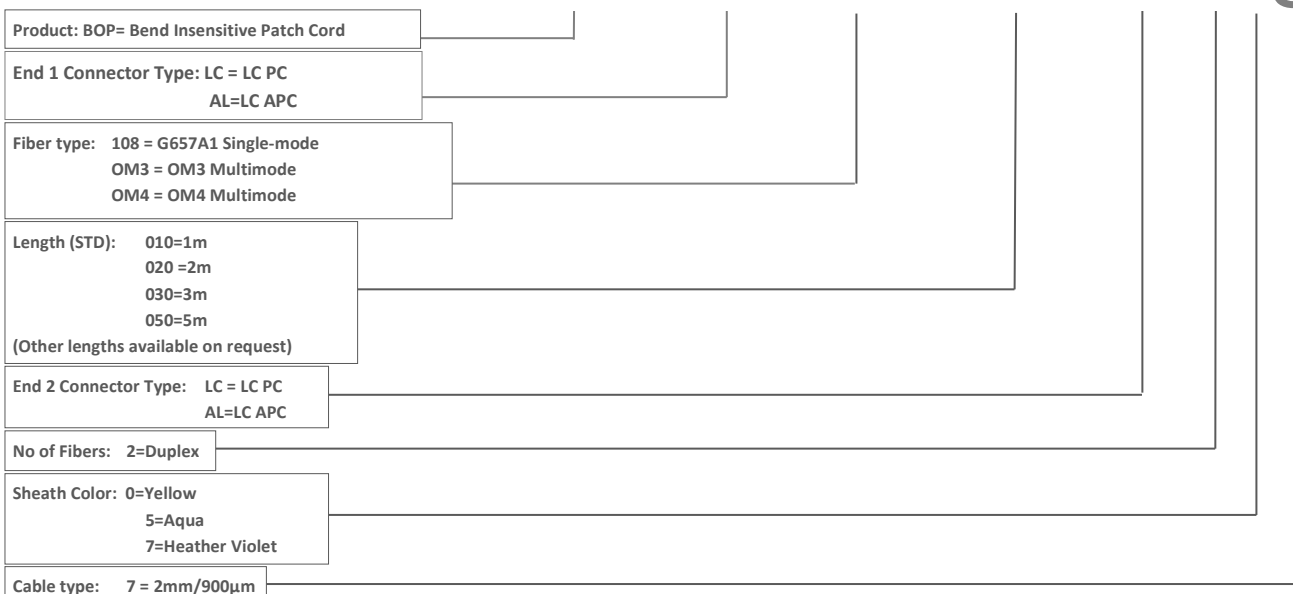 Product: BOP= Bend Insensitive Patch Cord
End 1 Connector Type: LC = LC PC
AL=LC APC
Fiber type: 108 = G657A1 Single-mode
OM3 = OM3 Multimode
OM4 = OM4 Multimode
Length (STD): 010=1m
020 =2m
030=3m
050=5m
(Other lengths available on request)
End 2 Connector Type: LC = LC PC
AL=LC APC
No of Fibers: 2=Duplex
Sheath Color: 0=Yellow
5=Aqua
7=Heather Violet
Cable type: 7 = 2mm/900µm